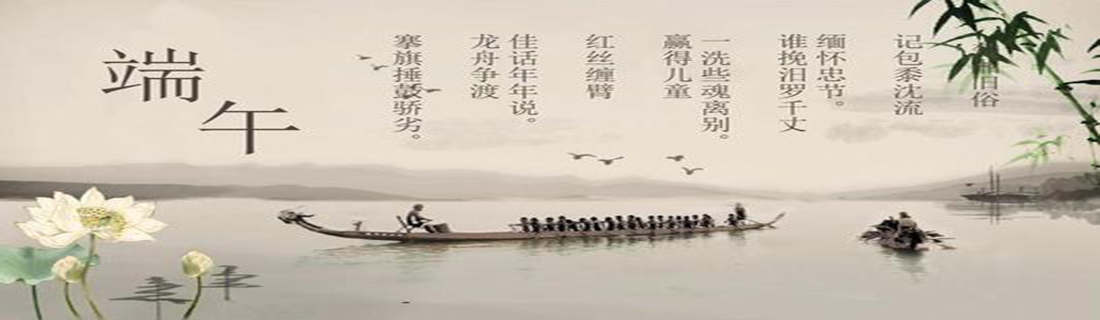 端午
旧俗
记包黍沈流
缅怀忠节。
谁挽汨罗千丈
一洗些魂离别。
赢得儿童
红丝缠臂
佳话年年说。
龙舟争渡
搴旗捶鼓骄劣。